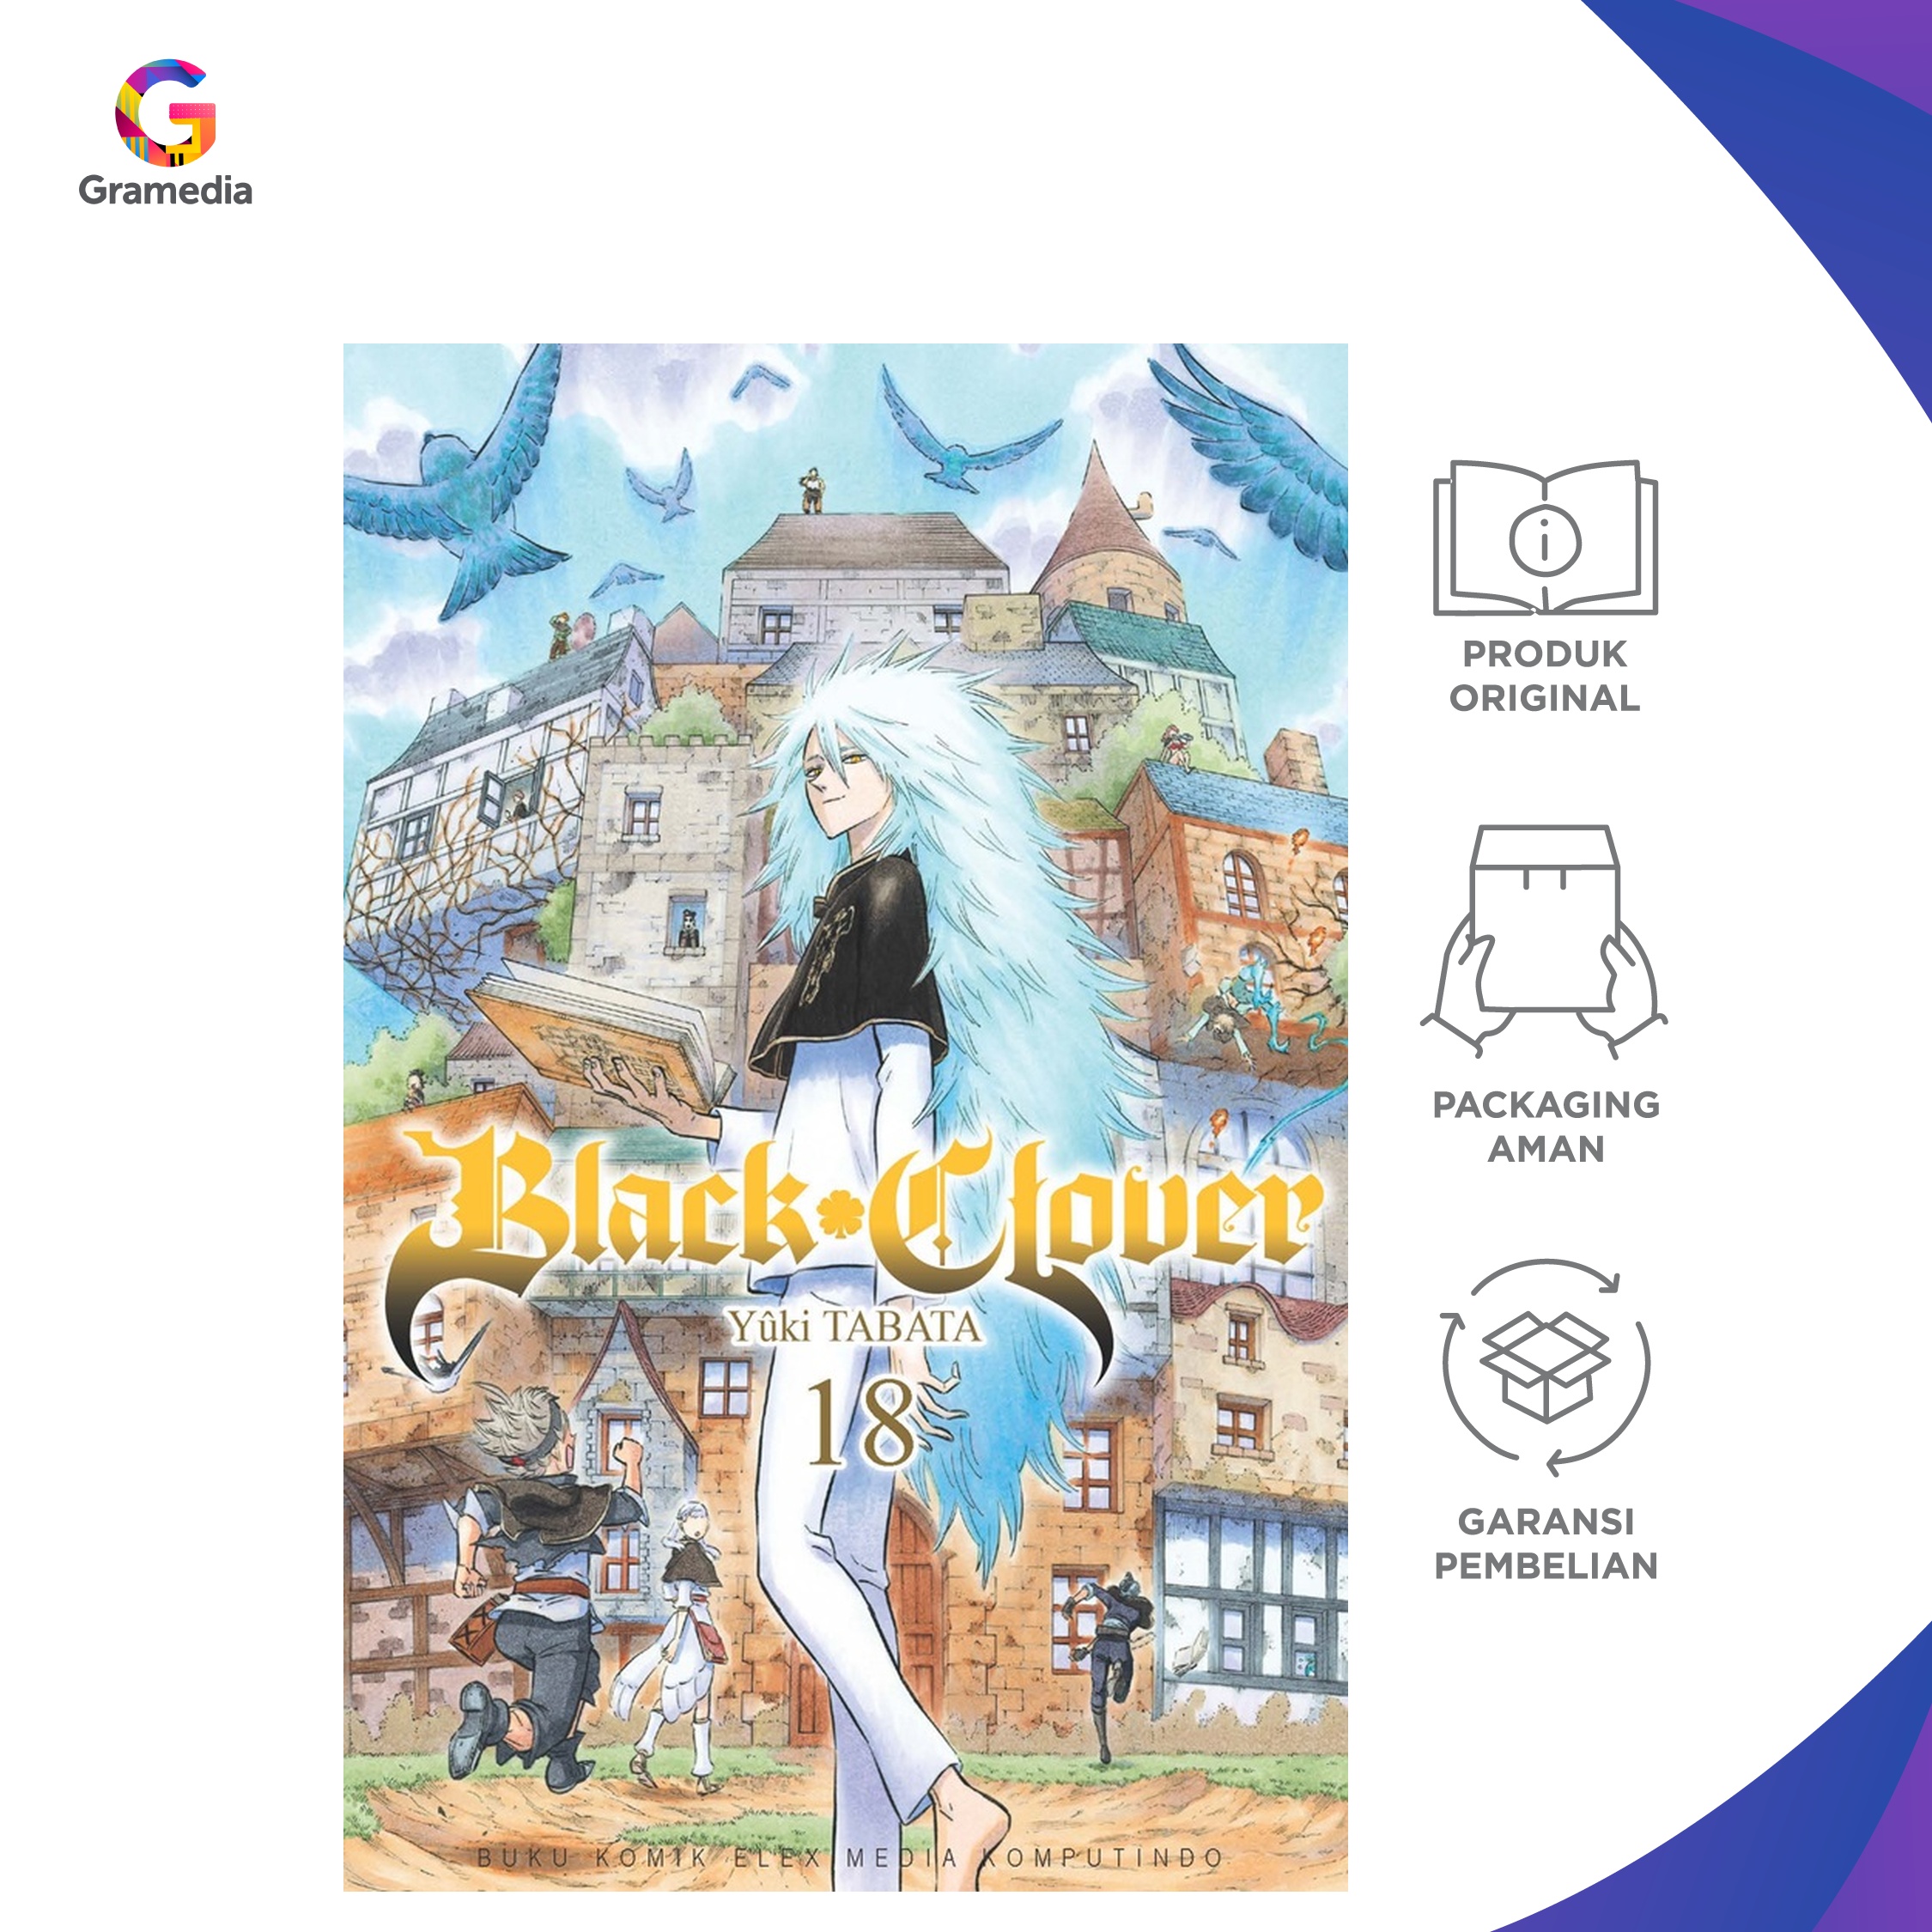 Gramedia
PRODUK
ORIGINAL
PACKAGING
AMAN
Black Clover
Yûki TABATA
18
GARANSI
PEMBELIAN
BUKU KOMIK ELEX MEDIA KOMPUTINDO